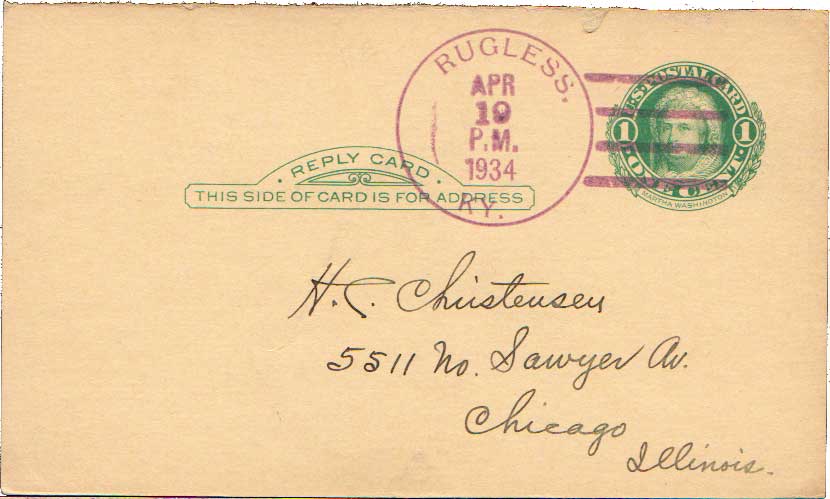 RUGLESS,
APR
19
P.M.
1934
KY.
U.S. POSTAL CARD
1 1
ONE CENT.
MARTHA WASHINGTON
· REPLY CARD ·
THIS SIDE OF CARD IS FOR ADDRESS
H.C. Christensen
5511 No. Sawyer Av.
Chicago
Illinois.